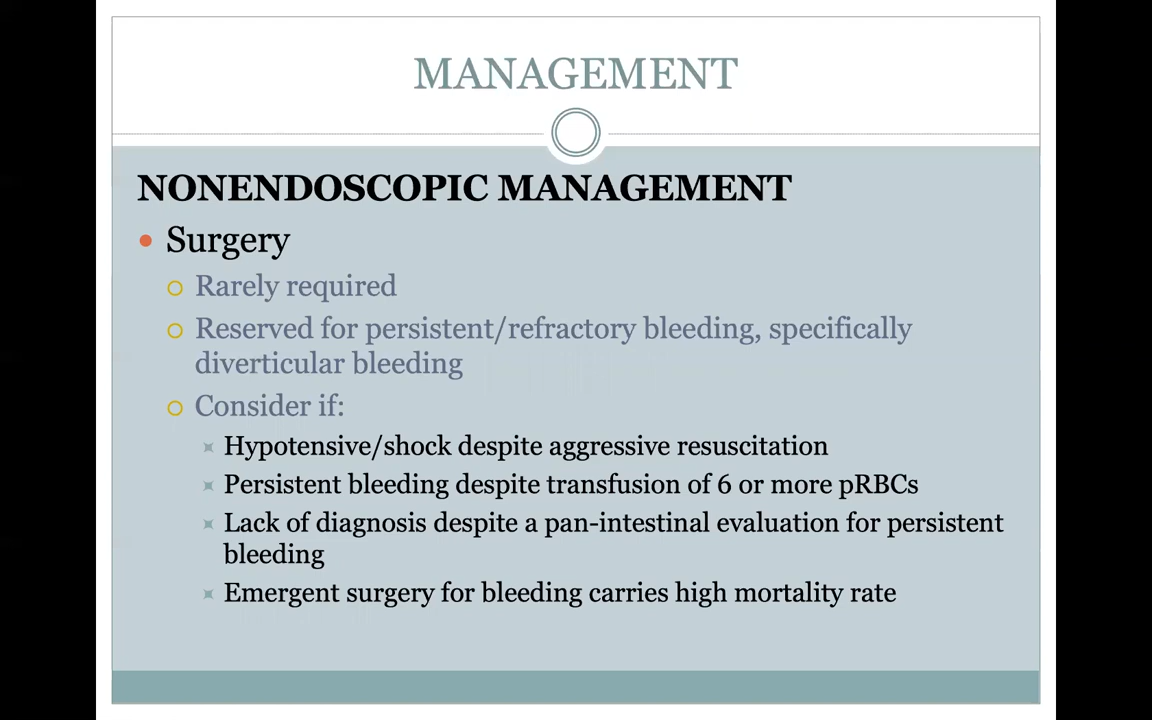 MANAGEMENT
NONENDOSCOPIC MANAGEMENT
Surgery
Rarely required
Reserved for persistent/refractory bleeding, specifically
diverticular bleeding
Consider if:
Hypotensive/shock despite aggressive resuscitation
Persistent bleeding despite transfusion of 6 or more pRBCs
Lack of diagnosis despite a pan-intestinal evaluation for persistent
bleeding
Emergent surgery for bleeding carries high mortality rate